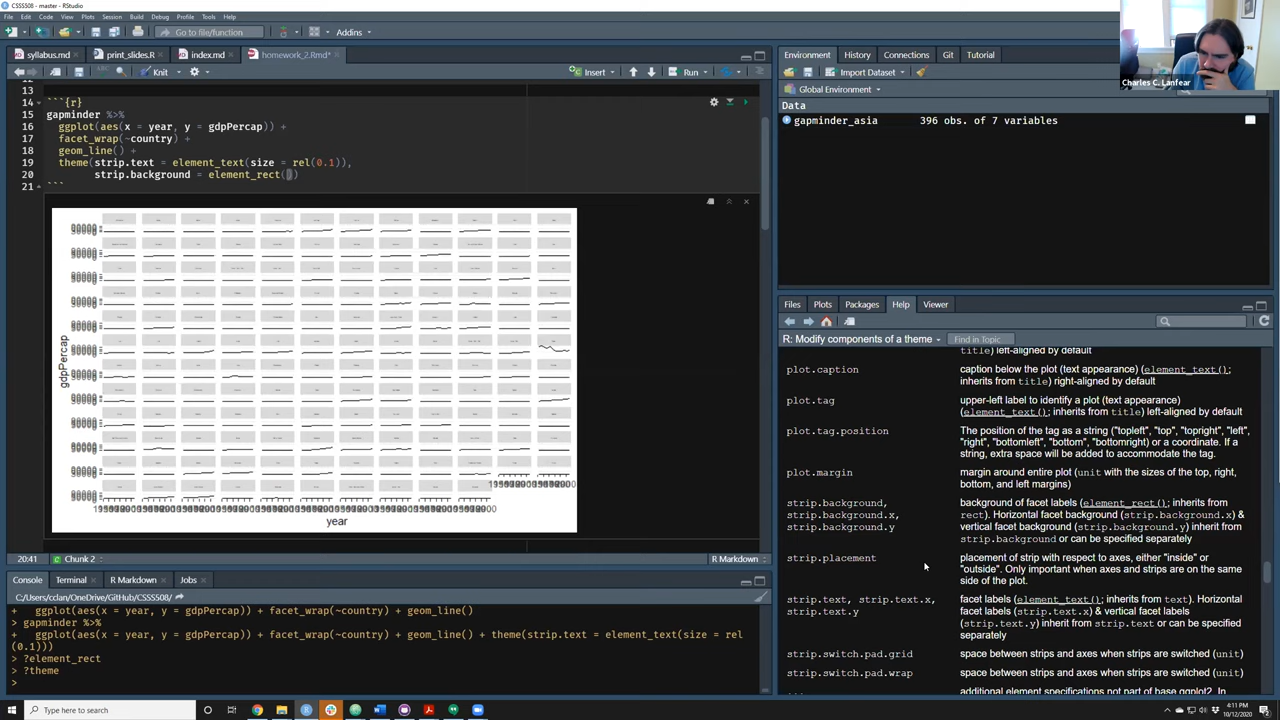 CSSS508 - master - RStudio
File Edit Code View Plots Session Build Debug Profile Tools Help
Go to file/function
Addins
syllabus.md
print_slides.R
index.md
homework_2.Rmd*
Knit
Insert
Run
13
14 ```{r}
15 gapminder %>%
16 ggplot(aes(x = year, y = gdpPercap)) +
17 facet_wrap(~country) +
18 geom_line() +
19 theme(strip.text = element_text(size = rel(0.1)),
20 strip.background = element_rect()
21 ```
gdpPercap
year
20:41
Chunk 2
R Markdown
Console Terminal R Markdown Jobs
C:/Users/cclan/OneDrive/GitHub/CSSS508/
+ ggplot(aes(x = year, y = gdpPercap)) + facet_wrap(~country) + geom_line()
> gapminder %>%
+ ggplot(aes(x = year, y = gdpPercap)) + facet_wrap(~country) + geom_line() + theme(strip.text = element_text(size = rel
(0.1)))
> ?element_rect
> ?theme
>
Environment History Connections Git Tutorial
Import Dataset
Global Environment
Data
gapminder_asia 396 obs. of 7 variables
Charles C. Lanfear
Files Plots Packages Help Viewer
R: Modify components of a theme
Find in Topic
title) left-aligned by default
plot.caption
caption below the plot (text appearance) (element_text();
inherits from title) right-aligned by default
plot.tag
upper-left label to identify a plot (text appearance)
(element_text(); inherits from title) left-aligned by default
plot.tag.position
The position of the tag as a string ("topleft", "top", "topright", "left",
"right", "bottomleft", "bottom", "bottomright) or a coordinate. If a
string, extra space will be added to accommodate the tag.
plot.margin
margin around entire plot (unit with the sizes of the top, right,
bottom, and left margins)
strip.background,
strip.background.x,
strip.background.y
background of facet labels (element_rect(); inherits from
rect). Horizontal facet background (strip.background.x) &
vertical facet background (strip.background.y) inherit from
strip.background or can be specified separately
strip.placement
placement of strip with respect to axes, either "inside" or
"outside". Only important when axes and strips are on the same
side of the plot.
strip.text, strip.text.x,
strip.text.y
facet labels (element_text(); inherits from text). Horizontal
facet labels (strip.text.x) & vertical facet labels
(strip.text.y) inherit from strip.text or can be specified
separately
strip.switch.pad.grid
space between strips and axes when strips are switched (unit)
strip.switch.pad.wrap
space between strips and axes when strips are switched (unit)
additional element specifications not part of base ggplot2. In
Type here to search
4:11 PM
10/12/2020